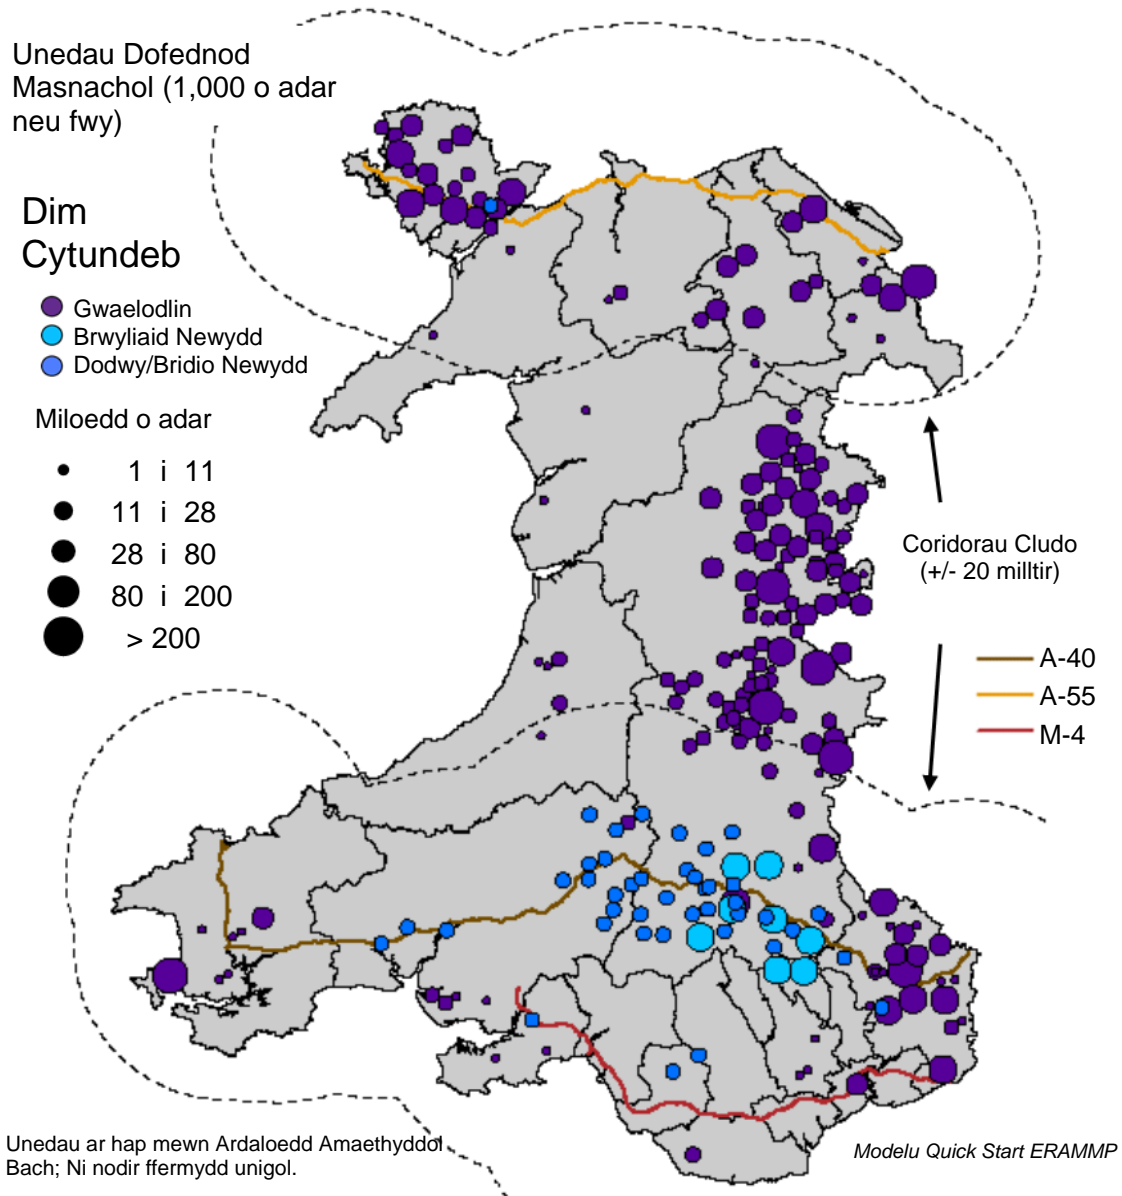 Unedau Dofednod
Masnachol (1,000 o adar
neu fwy)
Dim
Cytundeb
Gwaelodlin
Brwyliaid Newydd
Dodwy/Bridio Newydd
Miloedd o adar
1 i 11
11 i 28
28 i 80
80 i 200
> 200
Coridorau Cludo
(+/- 20 milltir)
A-40
A-55
M-4
Unedau ar hap mewn Ardaloedd Amaethyddol
Bach; Ni nodir ffermydd unigol.
Modelu Quick Start ERAMMP